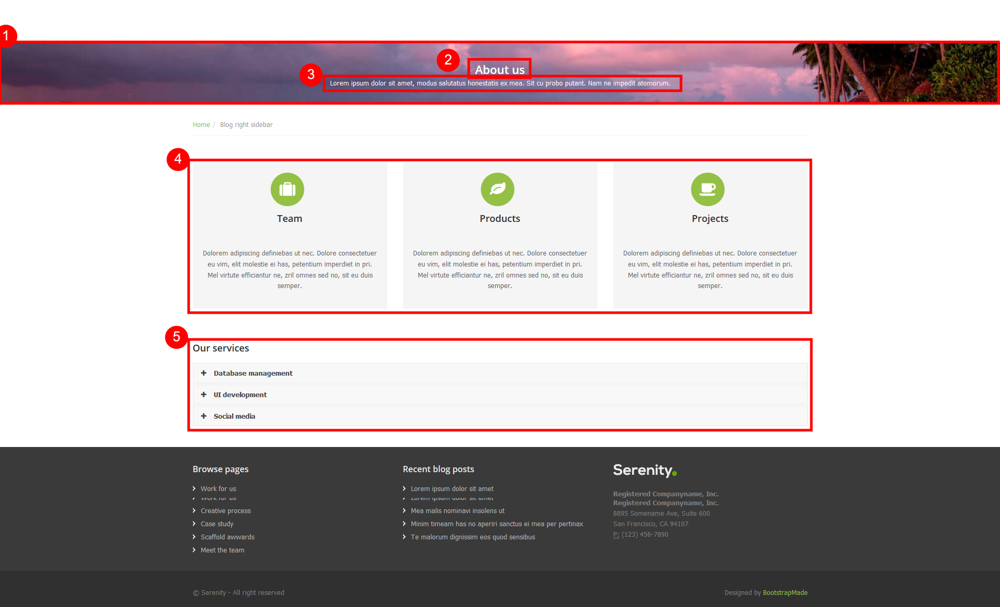 1
2
About us
3
Lorem ipsum dolor sit amet, modus salutatus honestatis ex mea. Sit cu probo putant. Nam ne impedit atomorum.
Home / Blog right sidebar
4
Team
Dolorem adipiscing definiebas ut nec. Dolore consectetuer
eu vim, elit molestie ei has, petentium imperdiet in pri.
Mel virtute efficiantur ne, zril omnes sed no, sit eu duis
semper.
Products
Dolorem adipiscing definiebas ut nec. Dolore consectetuer
eu vim, elit molestie ei has, petentium imperdiet in pri.
Mel virtute efficiantur ne, zril omnes sed no, sit eu duis
semper.
Projects
Dolorem adipiscing definiebas ut nec. Dolore consectetuer
eu vim, elit molestie ei has, petentium imperdiet in pri.
Mel virtute efficiantur ne, zril omnes sed no, sit eu duis
semper.
5
Our services
Database management
UI development
Social media
Browse pages
Work for us
Work for us
Creative process
Case study
Scaffold awwards
Meet the team
Recent blog posts
Lorem ipsum dolor sit amet
Lorem ipsum dolor sit amet
Mea malis nominavi insolens ut
Minim timeam has no aperiri sanctus ei mea per pertinax
Te malorum dignissim eos quod sensibus
Serenity.
Registered Companyname, Inc.
Registered Companyname, Inc.
8895 Somename Ave, Suite 600
San Francisco, CA 94107
P: (123) 456-7890
© Serenity - All right reserved
Designed by BootstrapMade